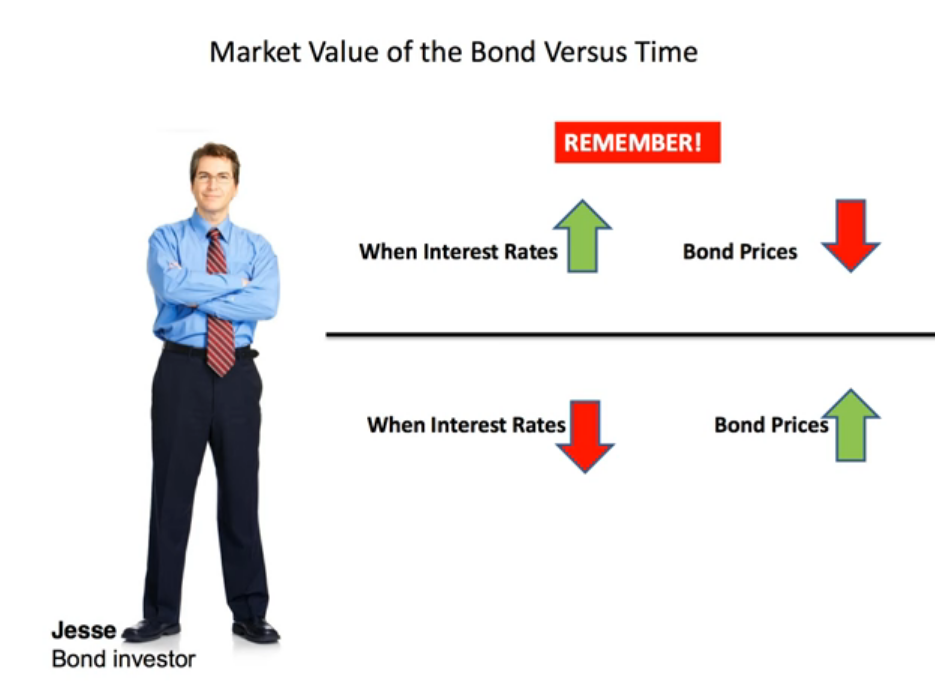 Market Value of the Bond Versus Time
REMEMBER!
When Interest Rates
Bond Prices
When Interest Rates
Bond Prices
Jesse
Bond investor